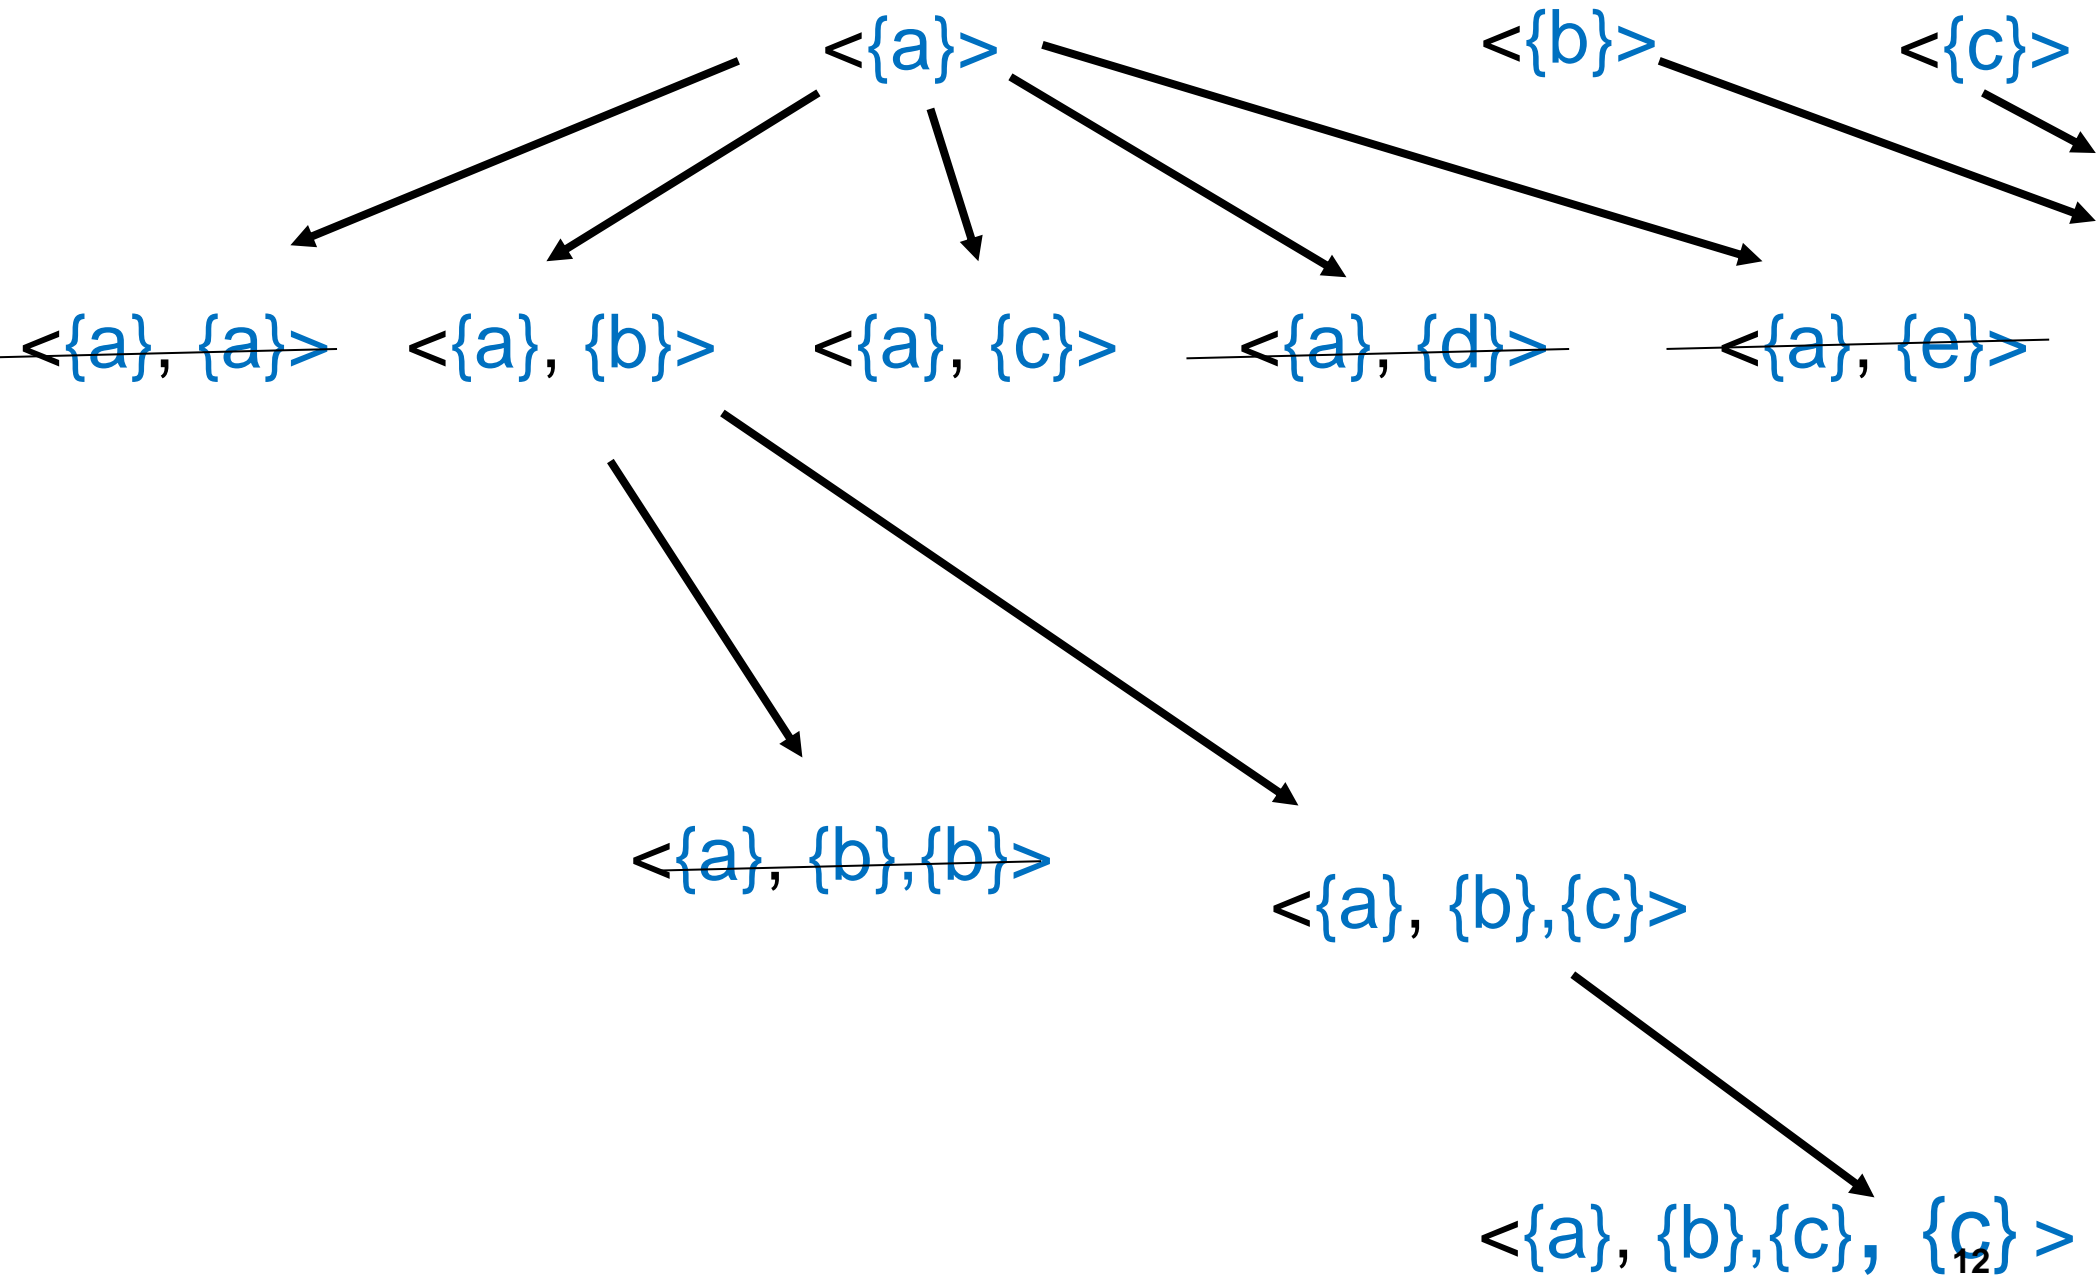 <{a}> <{b}> <{c}>
<{a}, {a}> <{a}, {b}> <{a}, {c}> <{a}, {d}> <{a}, {e}>
<{a}, {b},{b}>
<{a}, {b},{c}>
<{a}, {b},{c}, {c} >
12